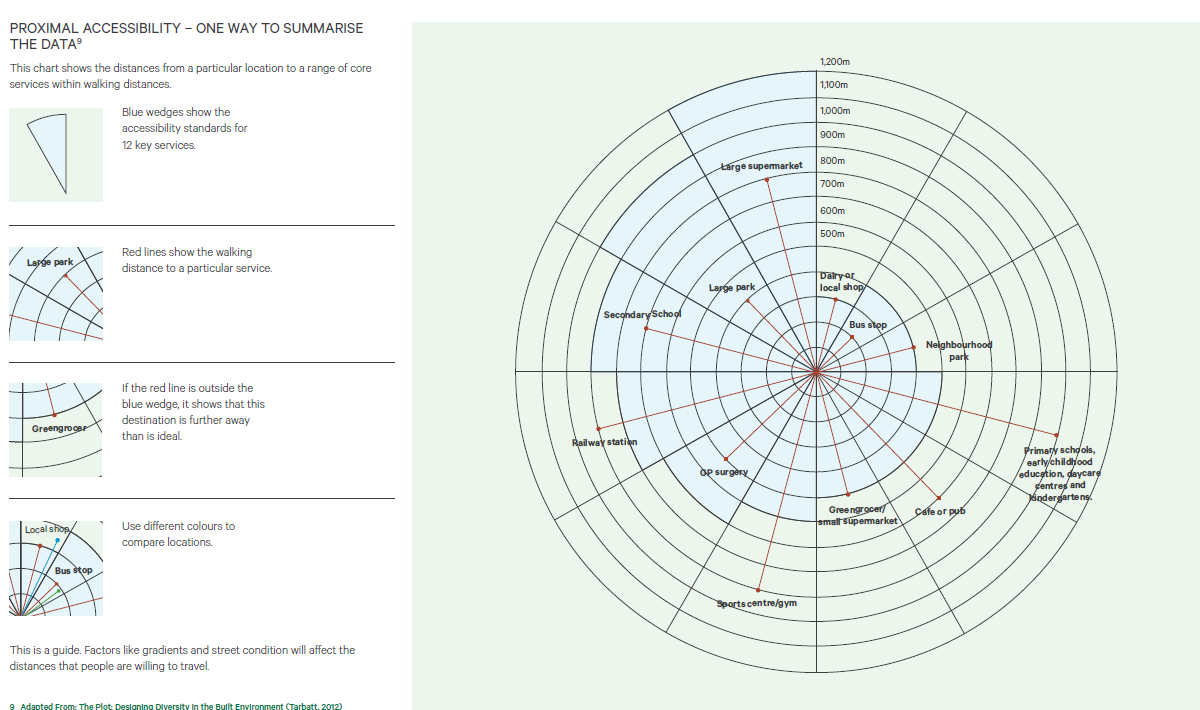 PROXIMAL ACCESSIBILITY – ONE WAY TO SUMMARISE
THE DATA⁹
This chart shows the distances from a particular location to a range of core
services within walking distances.
Blue wedges show the
accessibility standards for
12 key services.
Large park
Red lines show the walking
distance to a particular service.
Greengrocer
If the red line is outside the
blue wedge, it shows that this
destination is further away
than is ideal.
Local shop
Bus stop
Use different colours to
compare locations.
This is a guide. Factors like gradients and street condition will affect the
distances that people are willing to travel.
9 Adapted From: The Plot: Designing Diversity in the Built Environment (Tarbatt, 2012)
1,200m
1,100m
1,000m
900m
800m
700m
600m
500m
Large supermarket
Dairy or
local shop
Large park
Secondary School
Bus stop
Neighbourhood
park
Railway station
GP surgery
Greengrocer/
small supermarket
Cafe or pub
Primary schools,
early childhood
education, daycare
centres and
kindergartens.
Sports centre/gym